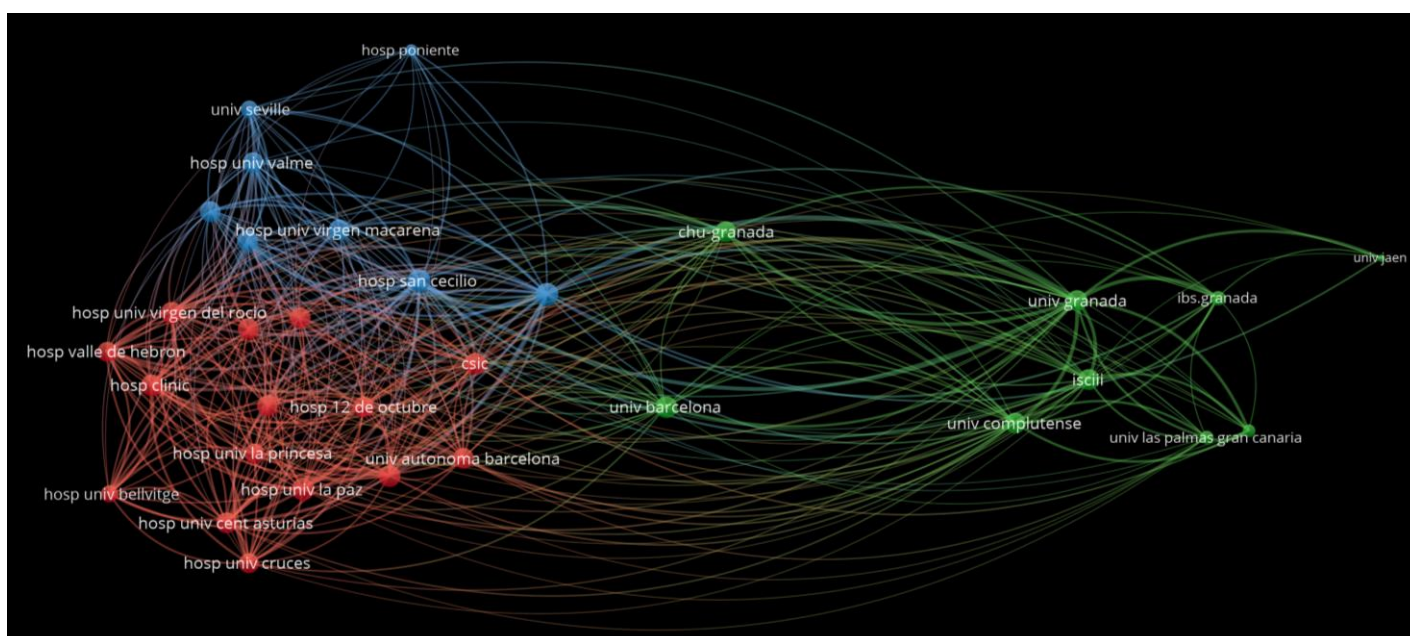 hosp poniente
univ seville
hosp univ valme
hosp univ virgen macarena
chu-granada
univ jaen
hosp san cecilio
univ granada
ibs.granada
hosp univ virgen del rocio
hosp valle de hebron
csic
hosp clinic
isciii
hosp 12 de octubre
univ barcelona
univ complutense
univ las palmas gran canaria
hosp univ la princesa
univ autonoma barcelona
hosp univ bellvitge
hosp univ la paz
hosp univ cent asturias
hosp univ cruces